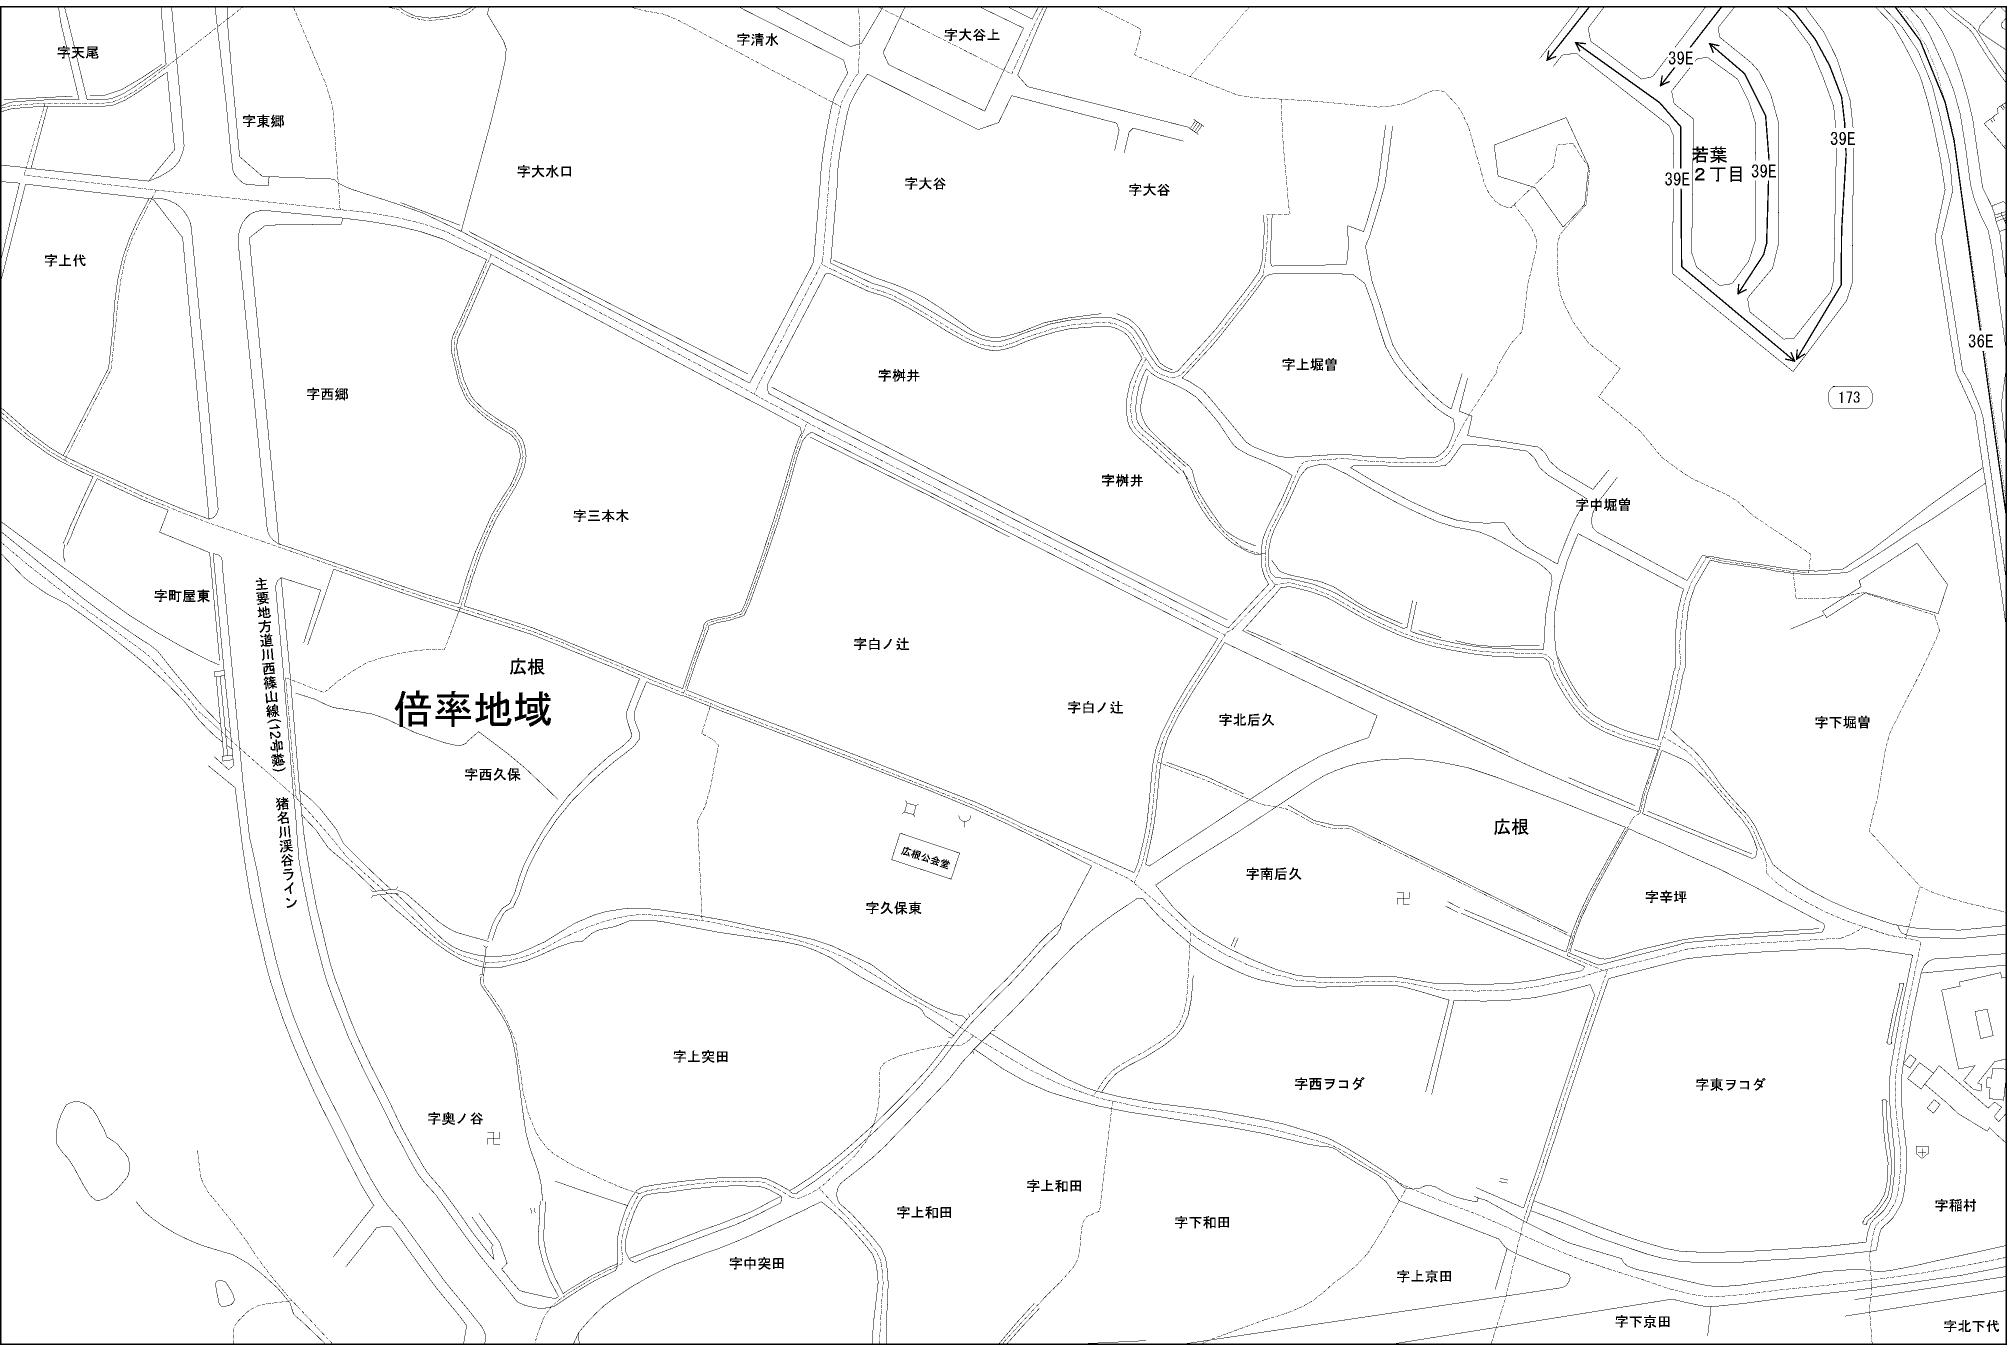 字天尾
字清水
字大谷上
39E
字東郷
39E
若葉
2丁目
39E
39E
字大水口
字大谷
字大谷
字上代
36E
字上堀曽
字桝井
字西郷
173
字桝井
字中堀曽
字三本木
字町屋東
主要地方道川西篠山線(12号線)
字白ノ辻
広根
倍率地域
字白ノ辻
字北后久
字下堀曽
字西久保
猪名川渓谷ライン
広根
広根公会堂
字南后久
字辛坪
字久保東
字上突田
字西ヲコダ
字東ヲコダ
字奥ノ谷
字上和田
字稲村
字上和田
字下和田
字中突田
字上京田
字下京田
字北下代